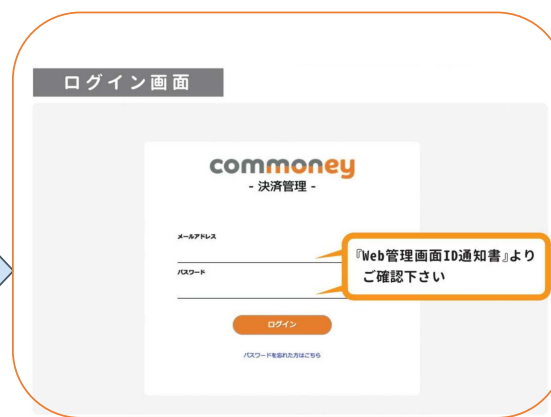 ログイン画面
commoney
- 決済管理 -
メールアドレス
『Web管理画面ID通知書』より
ご確認下さい
パスワード
ログイン
パスワードを忘れた方はこちら